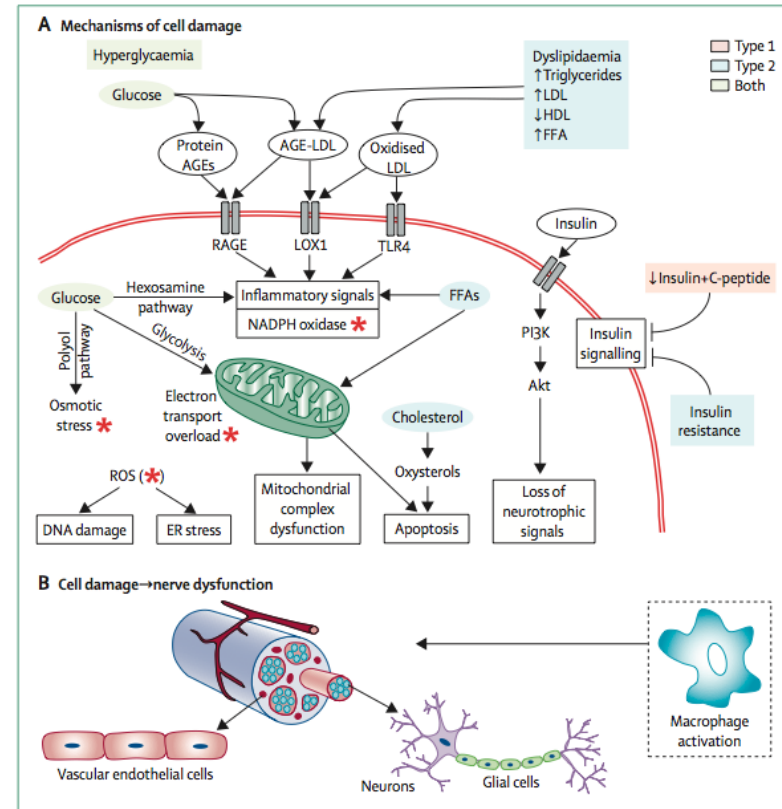 A Mechanisms of cell damage
Hyperglycaemia
Glucose
Protein
AGEs
AGE-LDL
Oxidised
LDL
Dyslipidaemia
↑Triglycerides
↑LDL
↓HDL
↑FFA
Type 1
Type 2
Both
RAGE
LOX1
TLR4
Insulin
Glucose
Hexosamine
pathway
Inflammatory signals
NADPH oxidase *
FFAs
Polyol
pathway
Glycolysis
Osmotic
stress *
Electron
transport
overload *
PI3K
Akt
Insulin
signalling
↓Insulin+C-peptide
Insulin
resistance
Cholesterol
Oxysterols
ROS (*)
DNA damage
ER stress
Mitochondrial
complex
dysfunction
Apoptosis
Loss of
neurotrophic
signals
B Cell damage→nerve dysfunction
Vascular endothelial cells
Neurons
Glial cells
Macrophage
activation